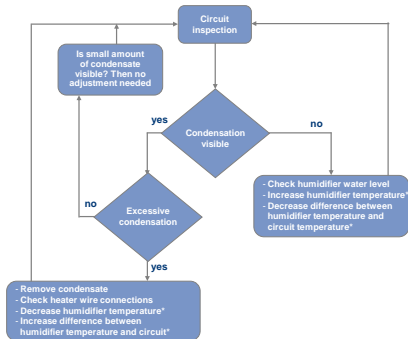 Circuit
inspection
Is small amount
of condensate
visible? Then no
adjustment needed
yes
Condensation
visible
no
- Check humidifier water level
- Increase humidifier temperature*
- Decrease difference between
humidifier temperature and
circuit temperature*
no
Excessive
condensation
yes
- Remove condensate
- Check heater wire connections
- Decrease humidifier temperature*
- Increase difference between
humidifier temperature and circuit*